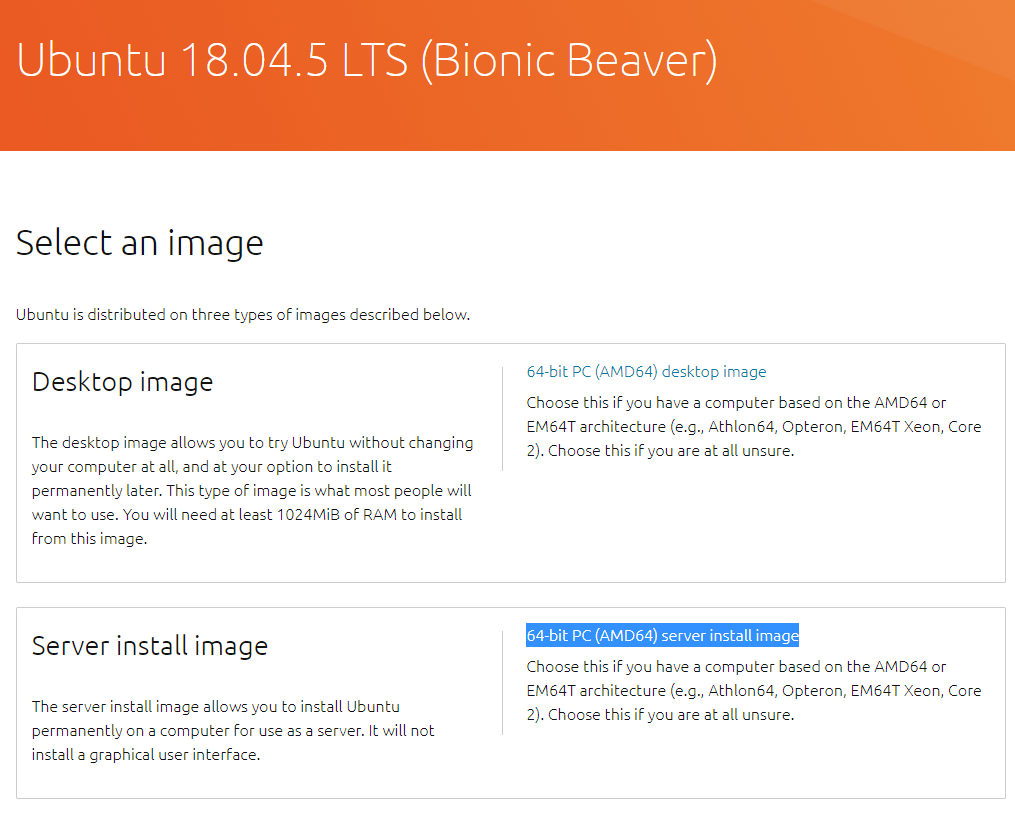 Ubuntu 18.04.5 LTS (Bionic Beaver)
Select an image
Ubuntu is distributed on three types of images described below.
Desktop image
The desktop image allows you to try Ubuntu without changing
your computer at all, and at your option to install it
permanently later. This type of image is what most people will
want to use. You will need at least 1024MiB of RAM to install
from this image.
64-bit PC (AMD64) desktop image
Choose this if you have a computer based on the AMD64 or
EM64T architecture (e.g., Athlon64, Opteron, EM64T Xeon, Core
2). Choose this if you are at all unsure.
Server install image
The server install image allows you to install Ubuntu
permanently on a computer for use as a server. It will not
install a graphical user interface.
64-bit PC (AMD64) server install image
Choose this if you have a computer based on the AMD64 or
EM64T architecture (e.g., Athlon64, Opteron, EM64T Xeon, Core
2). Choose this if you are at all unsure.